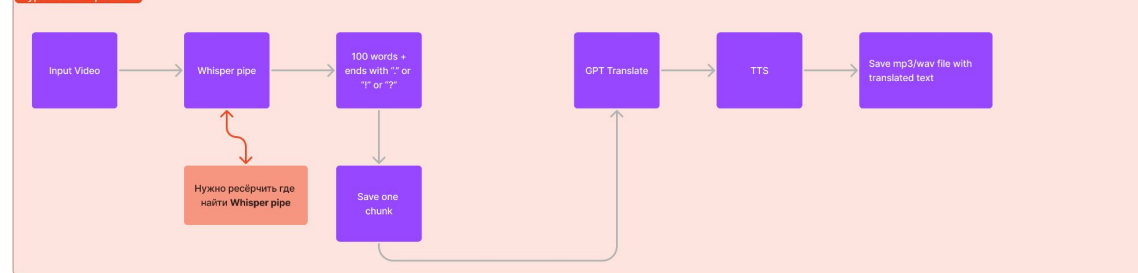 Input Video
Whisper pipe
100 words +
ends with "." or
"!" or "?"
GPT Translate
TTS
Save mp3/wav file with
translated text
Нужно ресёрчить где
найти Whisper pipe
Save one
chunk